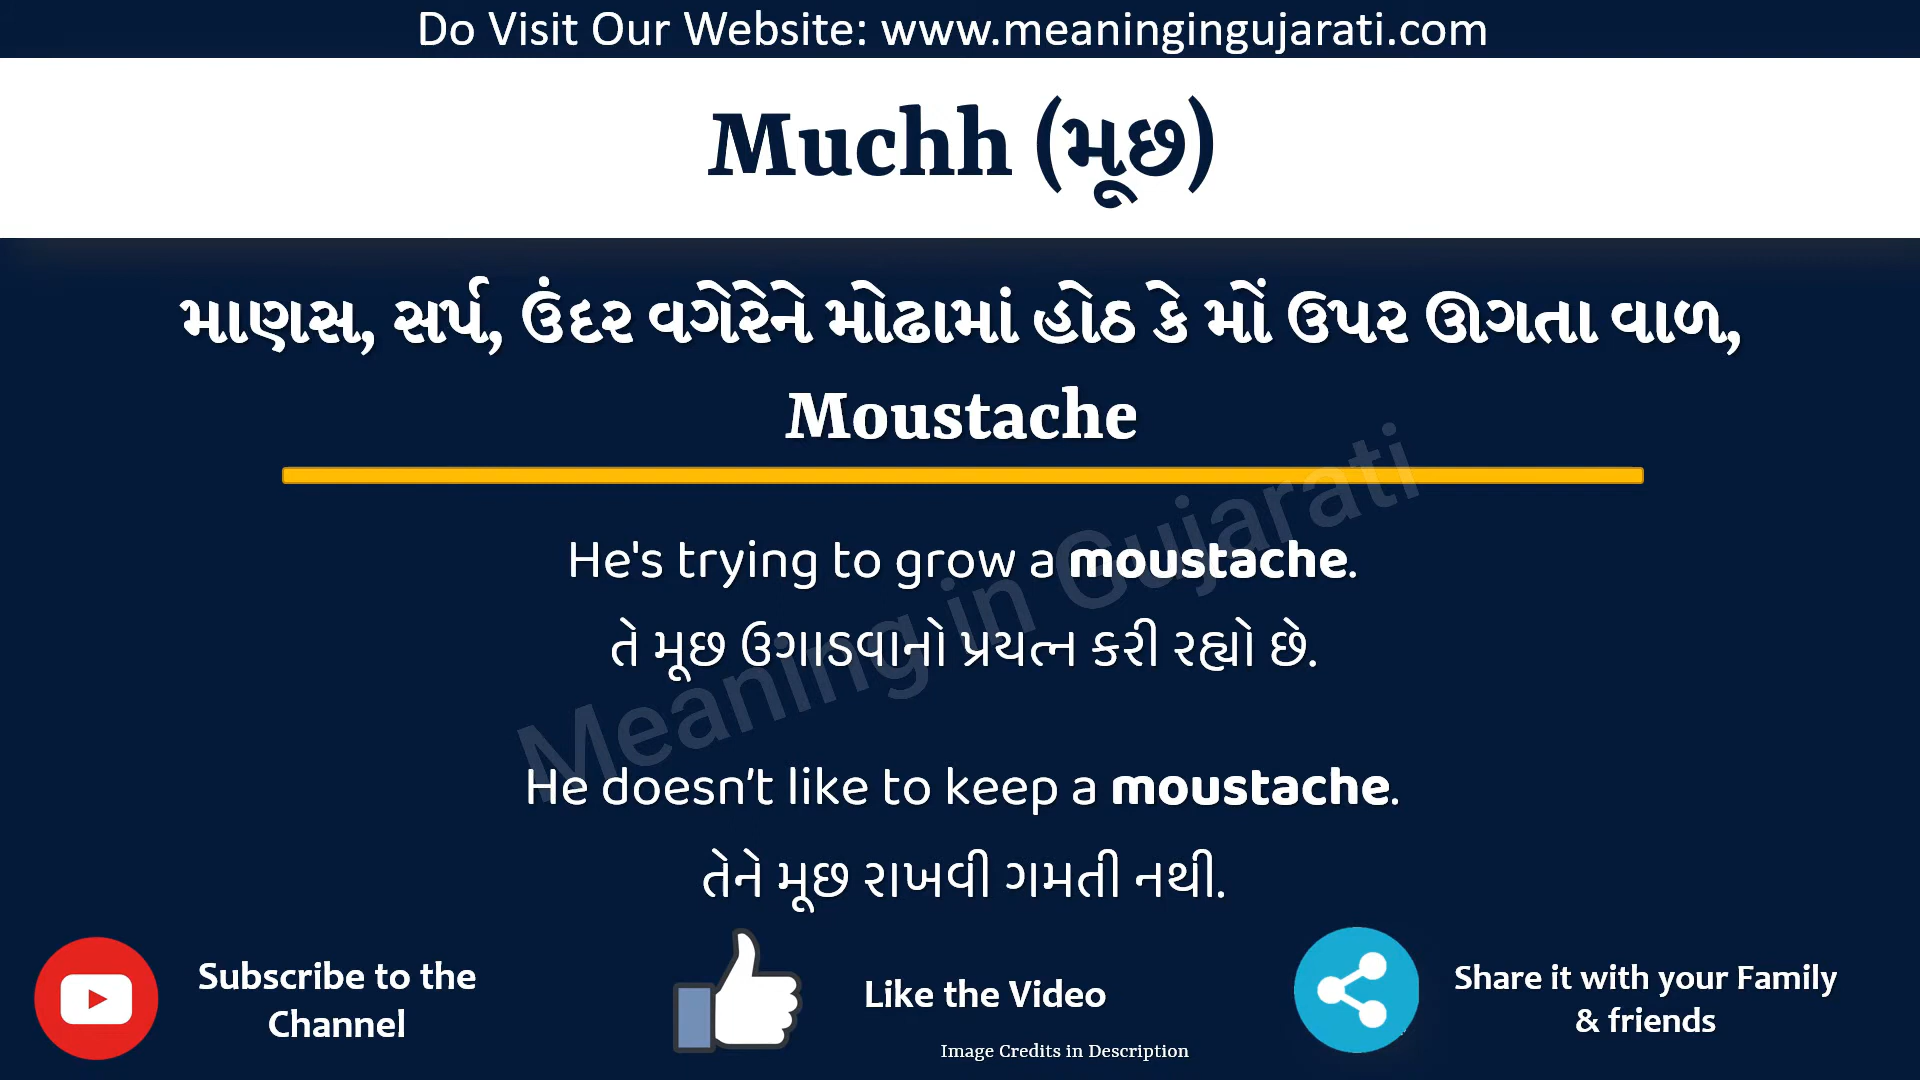 Do Visit Our Website: www.meaningingujarati.com
Muchh (મૂછ)
માણસ, સર્પ, ઉંદર વગેરેને મોઢામાં હોઠ કે મોં ઉપર ઊગતા વાળ,
Moustache
He's trying to grow a moustache.
તે મૂછ ઉગાડવાનો પ્રયત્ન કરી રહ્યો છે.
Meaning in Gujarati
He doesn't like to keep a moustache.
તેને મૂછ રાખવી ગમતી નથી.
Subscribe to the
Channel
Like the Video
Share it with your Family
& friends
Image Credits in Description